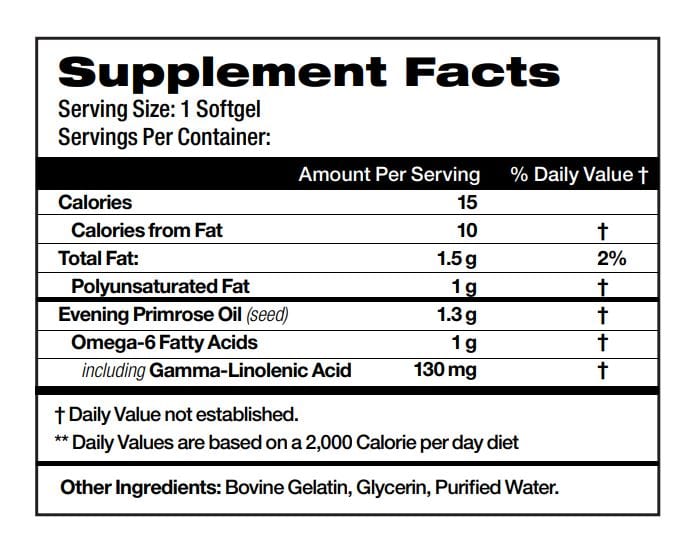 Supplement Facts
Serving Size: 1 Softgel
Servings Per Container:
Amount Per Serving % Daily Value †
Calories 15
Calories from Fat 10 †
Total Fat: 1.5 g 2%
Polyunsaturated Fat 1 g †
Evening Primrose Oil (seed) 1.3 g †
Omega-6 Fatty Acids 1 g †
including Gamma-Linolenic Acid 130 mg †
† Daily Value not established.
** Daily Values are based on a 2,000 Calorie per day diet
Other Ingredients: Bovine Gelatin, Glycerin, Purified Water.